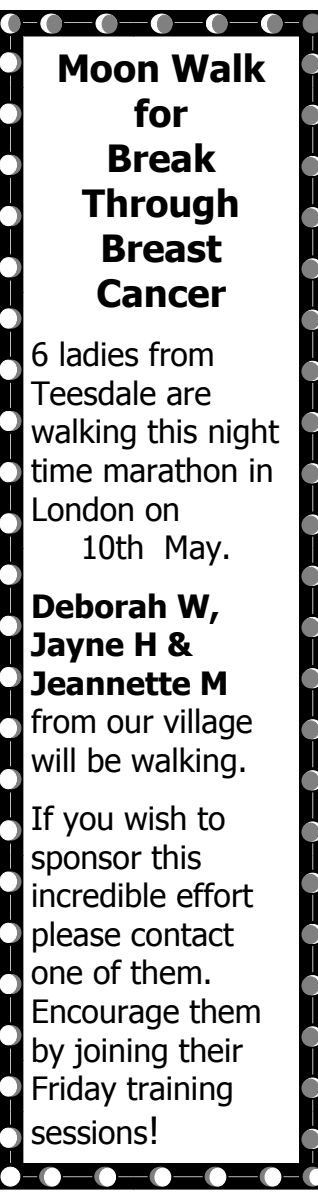 Moon Walk
for
Break
Through
Breast
Cancer
6 ladies from
Teesdale are
walking this night
time marathon in
London on
10th May.
Deborah W,
Jayne H &
Jeannette M
from our village
will be walking.
If you wish to
sponsor this
incredible effort
please contact
one of them.
Encourage them
by joining their
Friday training
sessions!